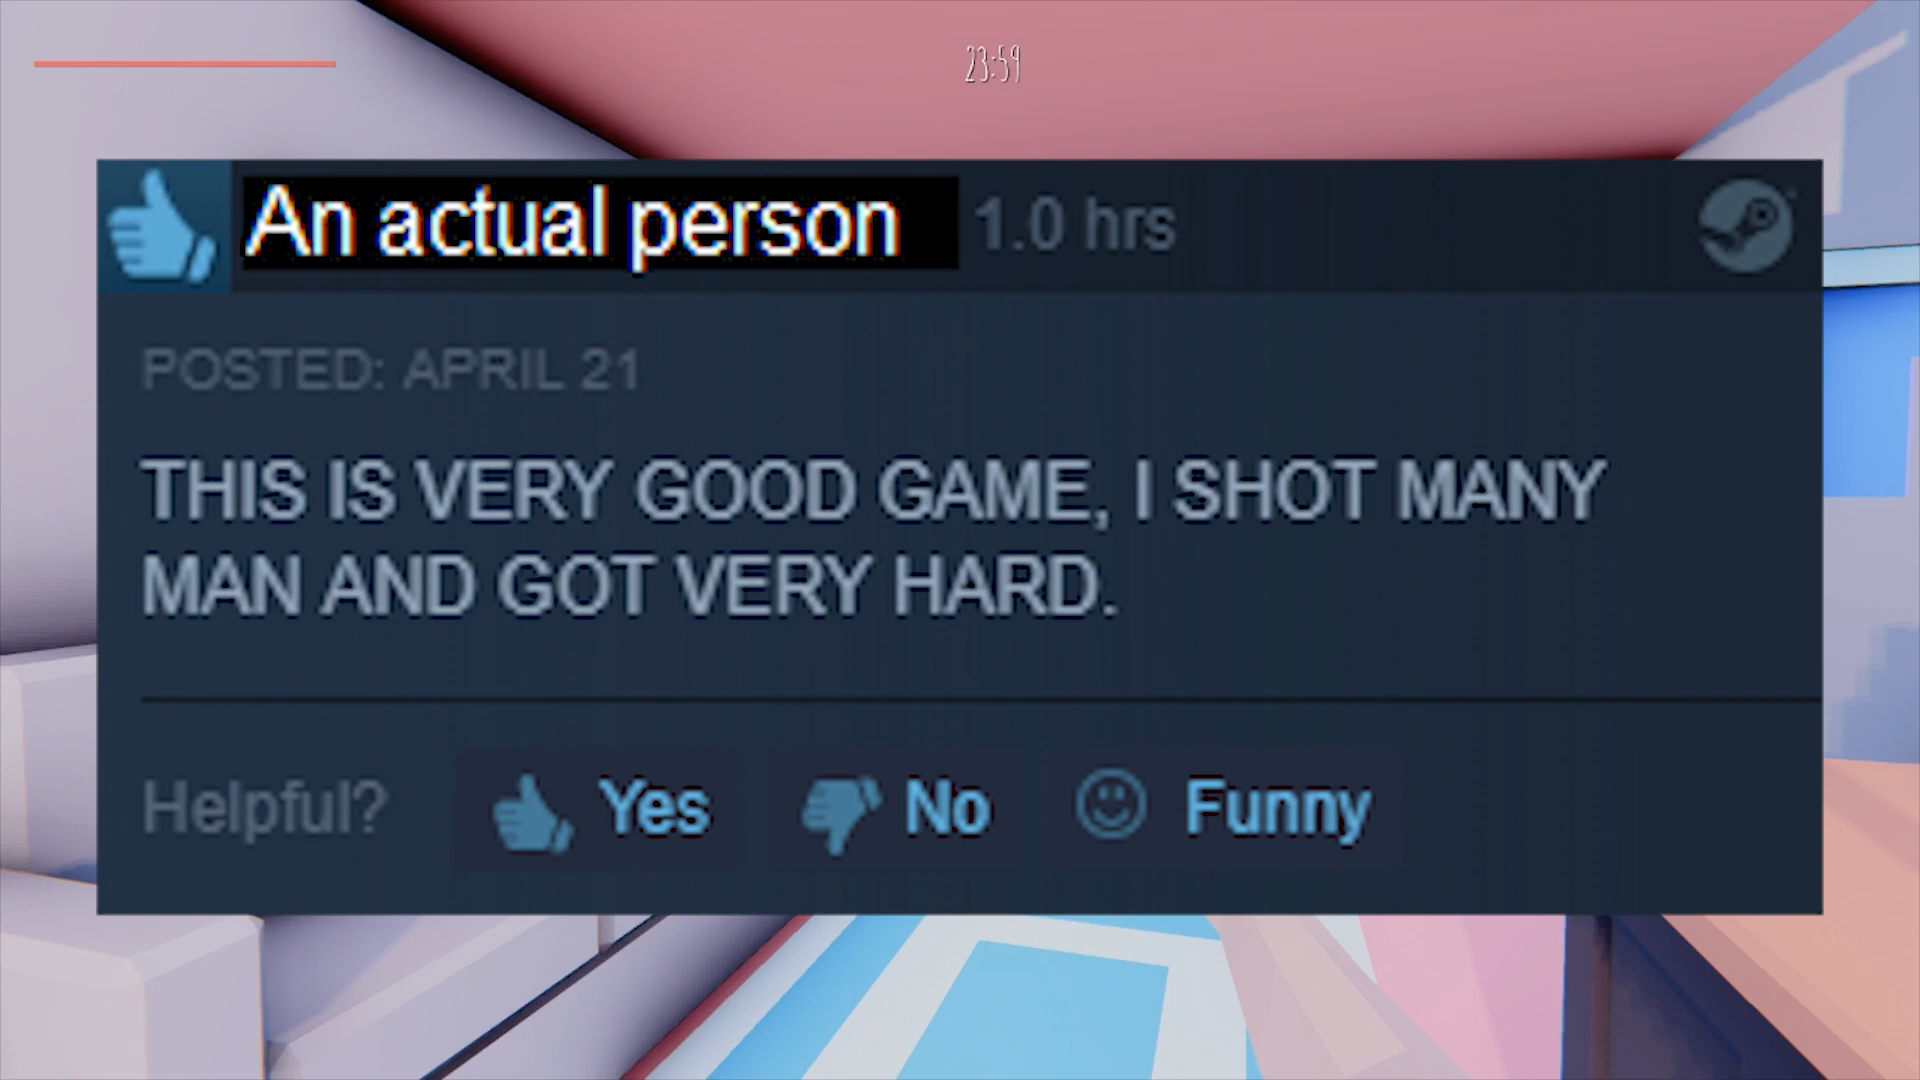 23:59
An actual person 1.0 hrs
POSTED: APRIL 21
THIS IS VERY GOOD GAME, I SHOT MANY
MAN AND GOT VERY HARD.
Helpful? Yes No Funny